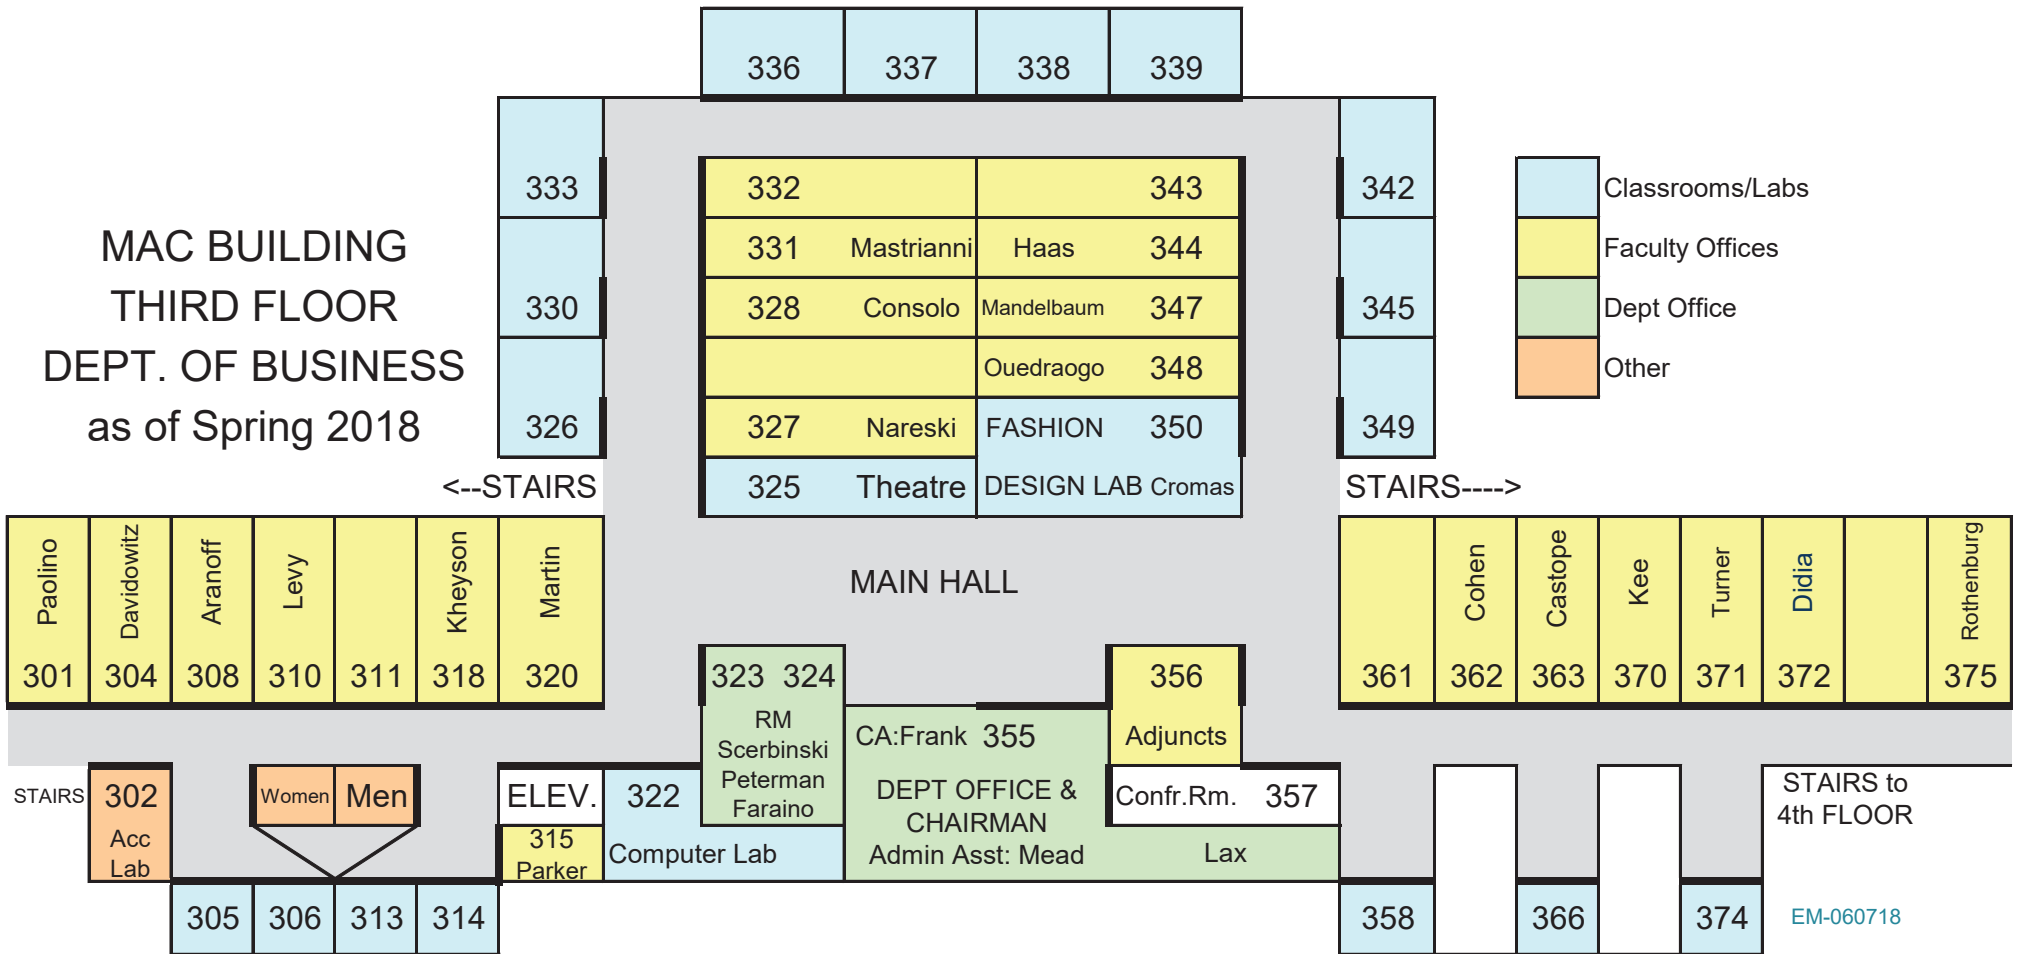 336 337 338 339
333
332 343
342
331 Mastrianni Haas 344
330
328 Consolo Mandelbaum 347
345
Ouedraogo 348
326
327 Nareski FASHION 350
349
325 Theatre DESIGN LAB Cromas
MAC BUILDING
THIRD FLOOR
DEPT. OF BUSINESS
as of Spring 2018
Classrooms/Labs
Faculty Offices
Dept Office
Other
<--STAIRS
STAIRS---->
Paolino
301
Davidowitz
304
Aranoff
308
Levy
310
311
Kheyson
318
Martin
320
MAIN HALL
361
Cohen
362
Castope
363
Kee
370
Turner
371
Didia
372
Rothenburg
375
323 324
RM
Scerbinski
Peterman
Faraino
CA:Frank 355
DEPT OFFICE &
CHAIRMAN
Admin Asst: Mead
Lax
356
Adjuncts
Confr.Rm. 357
STAIRS
302
Acc
Lab
Women
Men
ELEV.
315
Parker
322
Computer Lab
STAIRS to
4th FLOOR
305 306 313 314
358 366 374
EM-060718